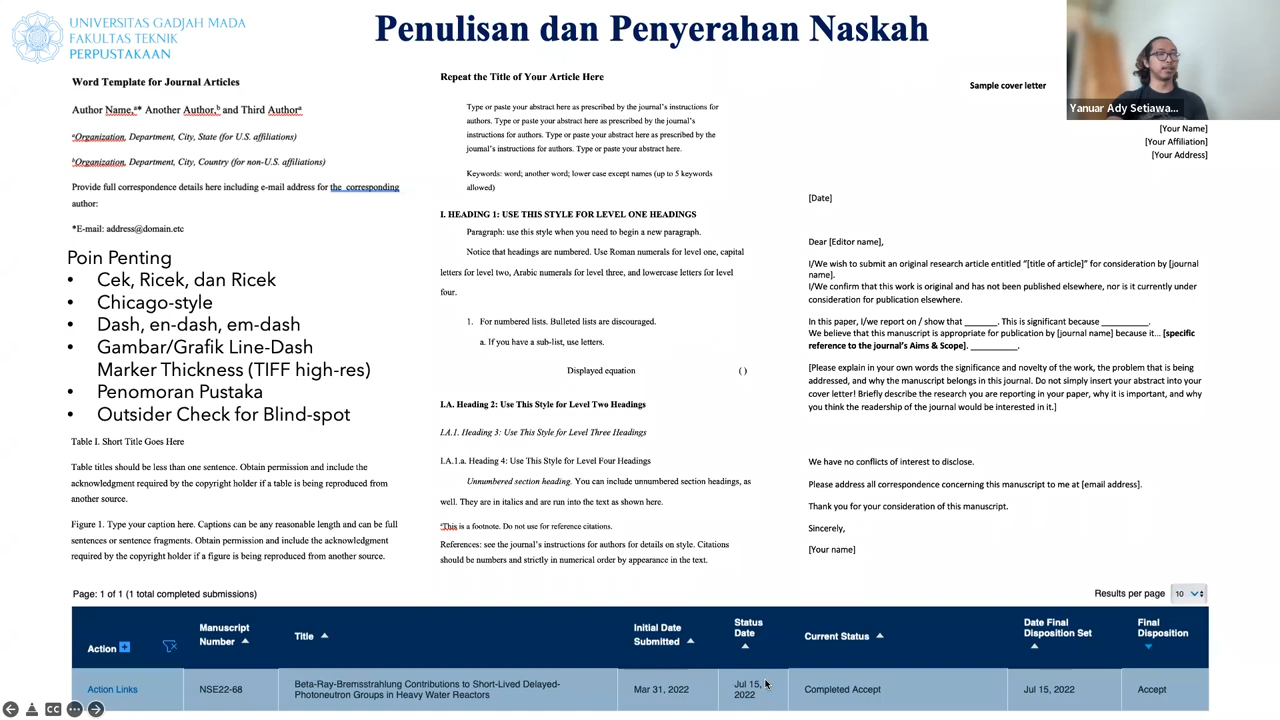 UNIVERSITAS GADJAH MADA
FAKULTAS TEKNIK
PERPUSTAKAAN
Penulisan dan Penyerahan Naskah
Yanuar Ady Setiawa...
Word Template for Journal Articles
Author Name,ᵃ* Another Author,ᵇ and Third Authorᵃ
ᵃOrganization, Department, City, State (for U.S. affiliations)
ᵇOrganization, Department, City, Country (for non-U.S. affiliations)
Provide full correspondence details here including e-mail address for the corresponding
author:
*E-mail: address@domain.etc
Poin Penting
• Cek, Ricek, dan Ricek
• Chicago-style
• Dash, en-dash, em-dash
• Gambar/Grafik Line-Dash
Marker Thickness (TIFF high-res)
• Penomoran Pustaka
• Outsider Check for Blind-spot
Table I. Short Title Goes Here
Table titles should be less than one sentence. Obtain permission and include the
acknowledgment required by the copyright holder if a table is being reproduced from
another source.
Figure 1. Type your caption here. Captions can be any reasonable length and can be full
sentences or sentence fragments. Obtain permission and include the acknowledgment
required by the copyright holder if a figure is being reproduced from another source.
Repeat the Title of Your Article Here
Type or paste your abstract here as prescribed by the journal's instructions for
authors. Type or paste your abstract here as prescribed by the journal's
instructions for authors. Type or paste your abstract here as prescribed by the
journal's instructions for authors. Type or paste your abstract here.
Keywords: word; another word; lower case except names (up to 5 keywords
allowed)
I. HEADING 1: USE THIS STYLE FOR LEVEL ONE HEADINGS
Paragraph: use this style when you need to begin a new paragraph.
Notice that headings are numbered. Use Roman numerals for level one, capital
letters for level two, Arabic numerals for level three, and lowercase letters for level
four.
1. For numbered lists. Bulleted lists are discouraged.
a. If you have a sub-list, use letters.
Displayed equation ( )
I.A. Heading 2: Use This Style for Level Two Headings
I.A.1. Heading 3: Use This Style for Level Three Headings
I.A.1.a. Heading 4: Use This Style for Level Four Headings
Unnumbered section heading. You can include unnumbered section headings, as
well. They are in italics and are run into the text as shown here.
ᵃThis is a footnote. Do not use for reference citations.
References: see the journal's instructions for authors for details on style. Citations
should be numbers and strictly in numerical order by appearance in the text.
Sample cover letter
[Your Name]
[Your Affiliation]
[Your Address]
[Date]
Dear [Editor name],
I/We wish to submit an original research article entitled "[title of article]" for consideration by [journal
name].
I/We confirm that this work is original and has not been published elsewhere, nor is it currently under
consideration for publication elsewhere.
In this paper, I/we report on / show that _______. This is significant because __________.
We believe that this manuscript is appropriate for publication by [journal name] because it... [specific
reference to the journal's Aims & Scope]. __________.
[Please explain in your own words the significance and novelty of the work, the problem that is being
addressed, and why the manuscript belongs in this journal. Do not simply insert your abstract into your
cover letter! Briefly describe the research you are reporting in your paper, why it is important, and why
you think the readership of the journal would be interested in it.]
We have no conflicts of interest to disclose.
Please address all correspondence concerning this manuscript to me at [email address].
Thank you for your consideration of this manuscript.
Sincerely,
[Your name]
Page: 1 of 1 (1 total completed submissions)
Results per page 10
Action
Manuscript Number
Title
Initial Date Submitted
Status Date
Current Status
Date Final Disposition Set
Final Disposition
Action Links
NSE22-68
Beta-Ray-Bremsstrahlung Contributions to Short-Lived Delayed-
Photoneutron Groups in Heavy Water Reactors
Mar 31, 2022
Jul 15,
2022
Completed Accept
Jul 15, 2022
Accept
CC